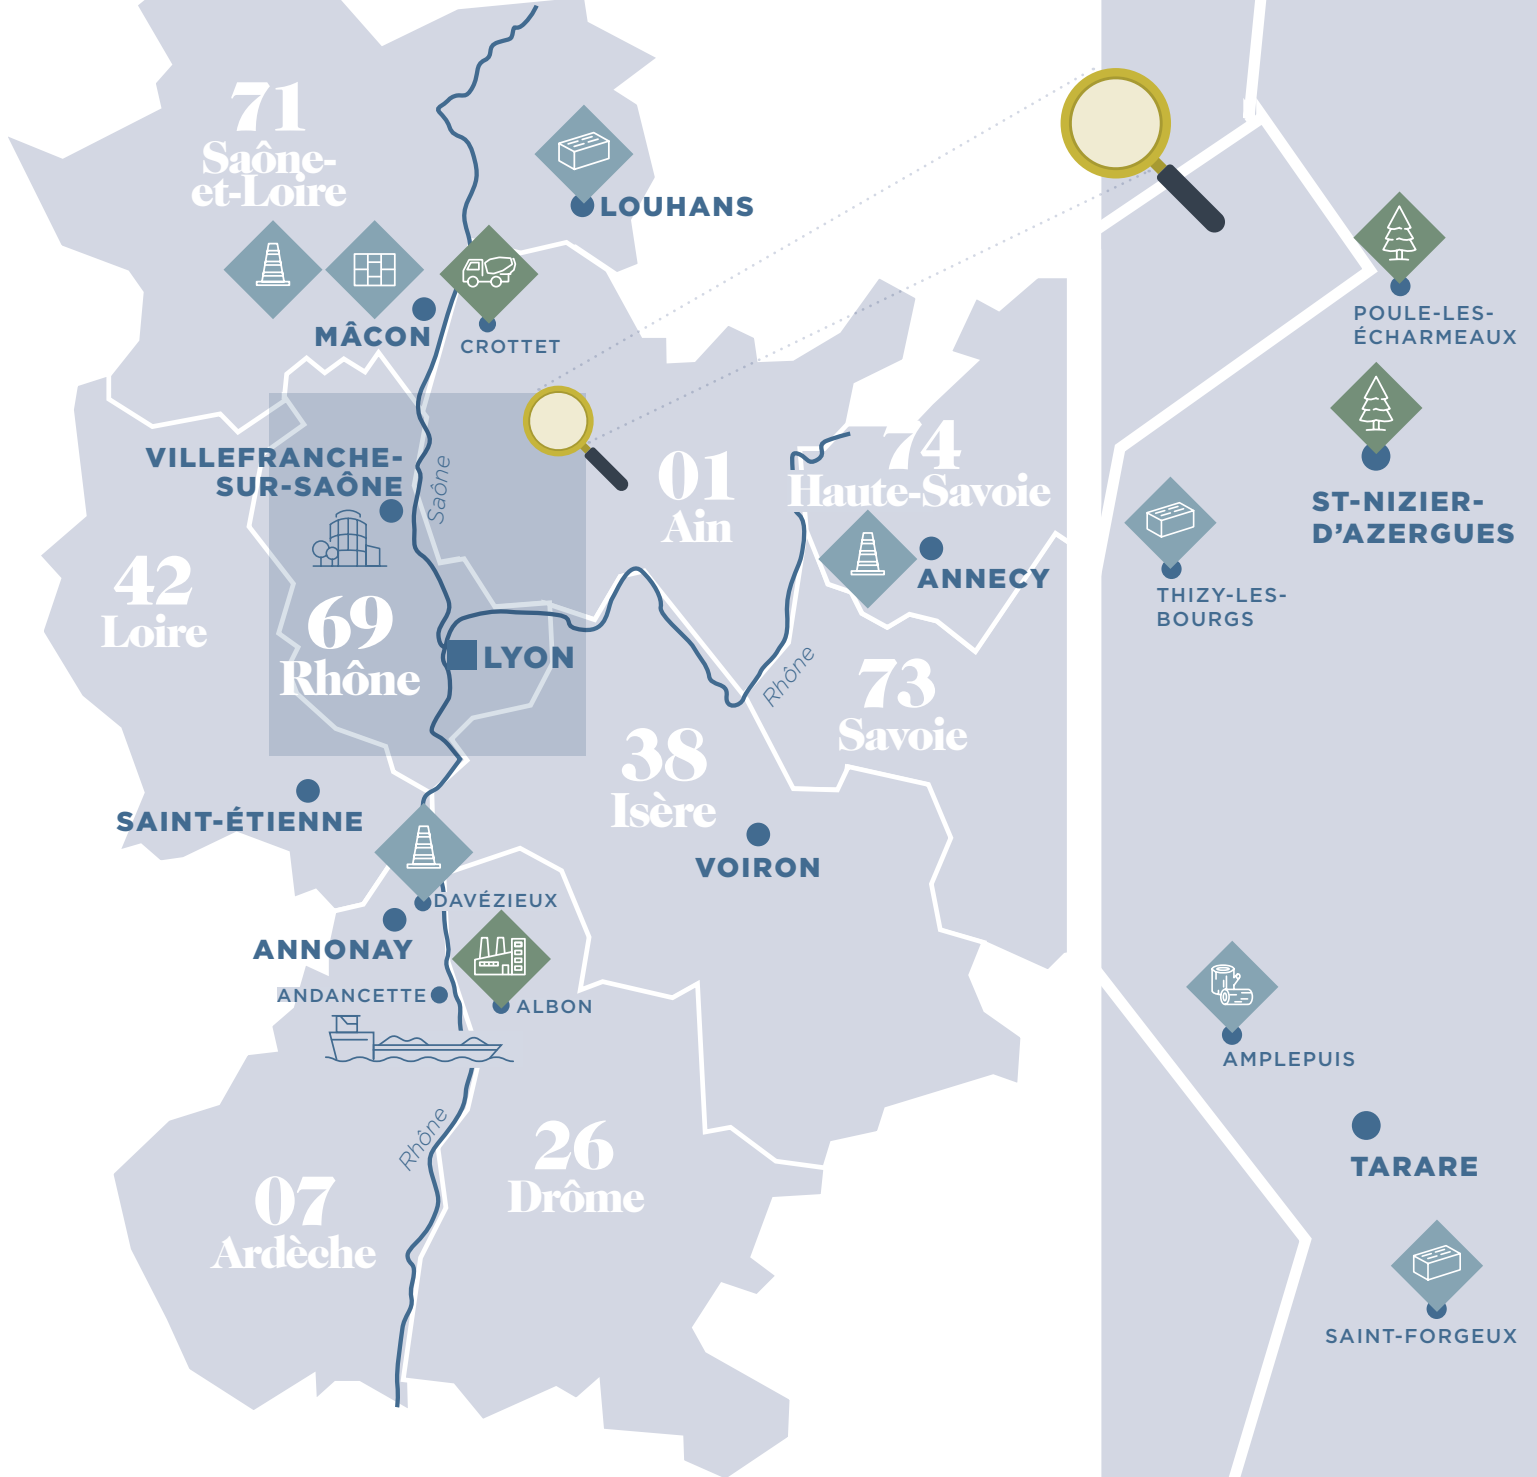 71
Saône-
et-Loire
LOUHANS
MÂCON
CROTTET
VILLEFRANCHE-
SUR-SAÔNE
Saône
01
Ain
74
Haute-Savoie
ANNECY
42
Loire
69
Rhône
LYON
Rhône
73
Savoie
38
Isère
VOIRON
SAINT-ÉTIENNE
DAVÉZIEUX
ANNONAY
ANDANCETTE
ALBON
Rhône
26
Drôme
07
Ardèche
POULE-LES-
ÉCHARMEAUX
ST-NIZIER-
D’AZERGUES
THIZY-LES-
BOURGS
AMPLEPUIS
TARARE
SAINT-FORGEUX